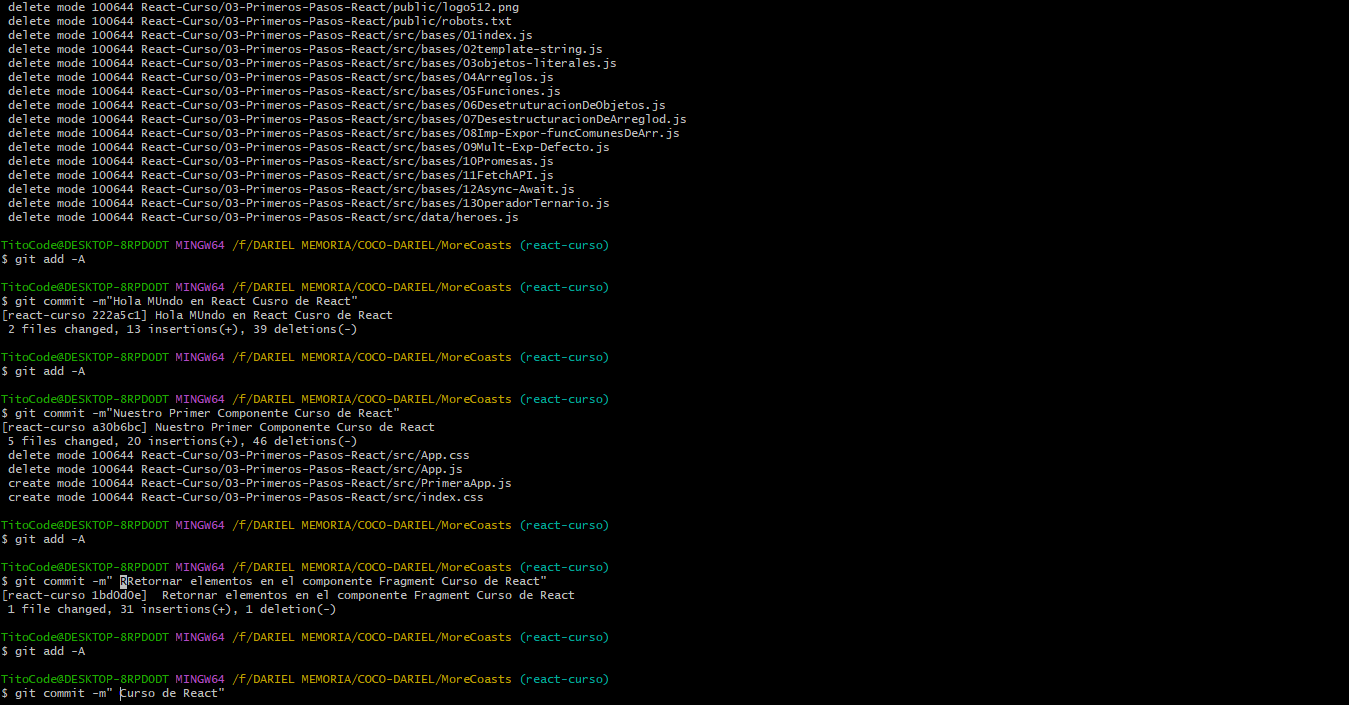 delete mode 100644 React-Curso/03-Primeros-Pasos-React/public/logo512.png
delete mode 100644 React-Curso/03-Primeros-Pasos-React/public/robots.txt
delete mode 100644 React-Curso/03-Primeros-Pasos-React/src/bases/01index.js
delete mode 100644 React-Curso/03-Primeros-Pasos-React/src/bases/02template-string.js
delete mode 100644 React-Curso/03-Primeros-Pasos-React/src/bases/03objetos-literales.js
delete mode 100644 React-Curso/03-Primeros-Pasos-React/src/bases/04Arreglos.js
delete mode 100644 React-Curso/03-Primeros-Pasos-React/src/bases/05Funciones.js
delete mode 100644 React-Curso/03-Primeros-Pasos-React/src/bases/06DesetruturacionDeObjetos.js
delete mode 100644 React-Curso/03-Primeros-Pasos-React/src/bases/07DesestructuracionDeArreglod.js
delete mode 100644 React-Curso/03-Primeros-Pasos-React/src/bases/08Imp-Expor-funcComunesDeArr.js
delete mode 100644 React-Curso/03-Primeros-Pasos-React/src/bases/09Mult-Exp-Defecto.js
delete mode 100644 React-Curso/03-Primeros-Pasos-React/src/bases/10Promesas.js
delete mode 100644 React-Curso/03-Primeros-Pasos-React/src/bases/11FetchAPI.js
delete mode 100644 React-Curso/03-Primeros-Pasos-React/src/bases/12Async-Await.js
delete mode 100644 React-Curso/03-Primeros-Pasos-React/src/bases/13OperadorTernario.js
delete mode 100644 React-Curso/03-Primeros-Pasos-React/src/data/heroes.js
TitoCode@DESKTOP-8RPDODT MINGW64 /f/DARIEL MEMORIA/COCO-DARIEL/MoreCoasts (react-curso)
$ git add -A
TitoCode@DESKTOP-8RPDODT MINGW64 /f/DARIEL MEMORIA/COCO-DARIEL/MoreCoasts (react-curso)
$ git commit -m"Hola MUndo en React Cusro de React"
[react-curso 222a5c1] Hola MUndo en React Cusro de React
2 files changed, 13 insertions(+), 39 deletions(-)
TitoCode@DESKTOP-8RPDODT MINGW64 /f/DARIEL MEMORIA/COCO-DARIEL/MoreCoasts (react-curso)
$ git add -A
TitoCode@DESKTOP-8RPDODT MINGW64 /f/DARIEL MEMORIA/COCO-DARIEL/MoreCoasts (react-curso)
$ git commit -m"Nuestro Primer Componente Curso de React"
[react-curso a30b6bc] Nuestro Primer Componente Curso de React
5 files changed, 20 insertions(+), 46 deletions(-)
delete mode 100644 React-Curso/03-Primeros-Pasos-React/src/App.css
delete mode 100644 React-Curso/03-Primeros-Pasos-React/src/App.js
create mode 100644 React-Curso/03-Primeros-Pasos-React/src/PrimeraApp.js
create mode 100644 React-Curso/03-Primeros-Pasos-React/src/index.css
TitoCode@DESKTOP-8RPDODT MINGW64 /f/DARIEL MEMORIA/COCO-DARIEL/MoreCoasts (react-curso)
$ git add -A
TitoCode@DESKTOP-8RPDODT MINGW64 /f/DARIEL MEMORIA/COCO-DARIEL/MoreCoasts (react-curso)
$ git commit -m" RRetornar elementos en el componente Fragment Curso de React"
[react-curso 1bd0d0e]  Retornar elementos en el componente Fragment Curso de React
1 file changed, 31 insertions(+), 1 deletion(-)
TitoCode@DESKTOP-8RPDODT MINGW64 /f/DARIEL MEMORIA/COCO-DARIEL/MoreCoasts (react-curso)
$ git add -A
TitoCode@DESKTOP-8RPDODT MINGW64 /f/DARIEL MEMORIA/COCO-DARIEL/MoreCoasts (react-curso)
$ git commit -m" Curso de React"